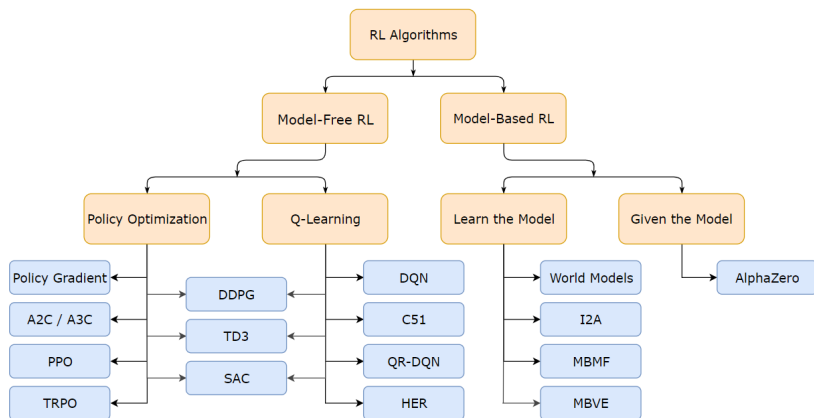 RL Algorithms
Model-Free RL
Model-Based RL
Policy Optimization
Q-Learning
Learn the Model
Given the Model
Policy Gradient
DQN
World Models
AlphaZero
DDPG
A2C / A3C
C51
I2A
TD3
PPO
QR-DQN
MBMF
SAC
TRPO
HER
MBVE